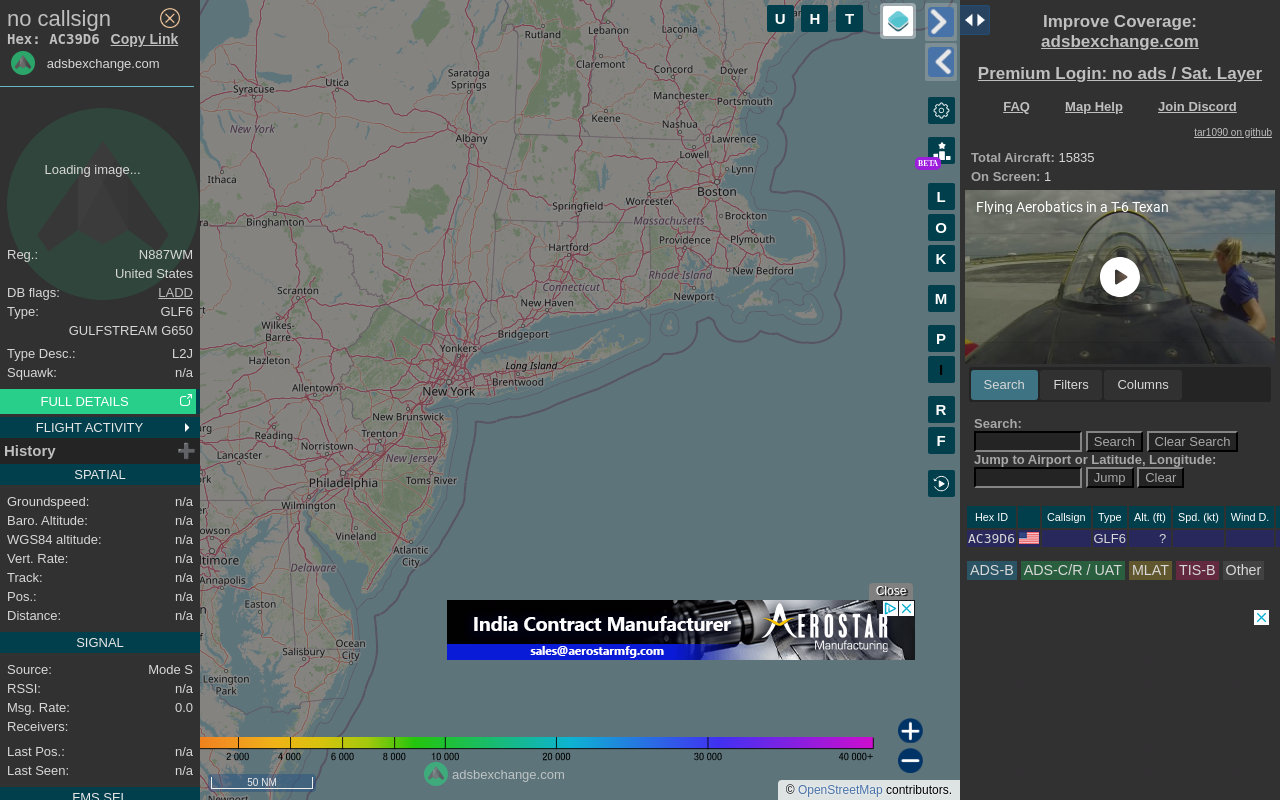 no callsign
Hex: AC39D6 Copy Link
adsbexchange.com
Loading image...
Reg.: N887WM
United States
DB flags: LADD
Type: GLF6
GULFSTREAM G650
Type Desc.: L2J
Squawk: n/a
FULL DETAILS
FLIGHT ACTIVITY
History
SPATIAL
Groundspeed: n/a
Baro. Altitude: n/a
WGS84 altitude: n/a
Vert. Rate: n/a
Track: n/a
Pos.: n/a
Distance: n/a
SIGNAL
Source: Mode S
RSSI: n/a
Msg. Rate: 0.0
Receivers:
Last Pos.: n/a
Last Seen: n/a
FMS SEL
U H T
BETA
L
O
K
M
P
I
R
F
Rutland
Lebanon
Laconia
Claremont
Concord
Dover
Utica
Saratoga
Springs
Syracuse
Manchester
Portsmouth
Keene
Nashua
New York
Albany
Lawrence
Lowell
Lynn
Ithaca
Boston
Worcester
Springfield
Massachusetts
Brockton
Binghamton
Hartford
Providence
Plymouth
Rhode Island
New Bedford
Connecticut
Scranton
New Haven
Newport
Wilkes-
Barre
Bridgeport
Hazleton
Yonkers
Long Island
Allentown
New York
Brentwood
New Brunswick
Reading
Trenton
Norristown
Lancaster
New Jersey
Philadelphia
Toms River
Wilmington
Vineland
Atlantic
City
Delaware
Annapolis
Easton
Ocean
City
Salisbury
Lexington
Park
Close
India Contract Manufacturer
sales@aerostarmfg.com
AEROSTAR
Manufacturing
2 000 4 000 6 000 8 000 10 000 20 000 30 000 40 000+
50 NM
adsbexchange.com
© OpenStreetMap contributors.
Improve Coverage:
adsbexchange.com
Premium Login: no ads / Sat. Layer
FAQ Map Help Join Discord
tar1090 on github
Total Aircraft: 15835
On Screen: 1
Flying Aerobatics in a T-6 Texan
Search Filters Columns
Search:
Search Clear Search
Jump to Airport or Latitude, Longitude:
Jump Clear
Hex ID Callsign Type Alt. (ft) Spd. (kt) Wind D.
AC39D6 GLF6 ?
ADS-B ADS-C/R / UAT MLAT TIS-B Other